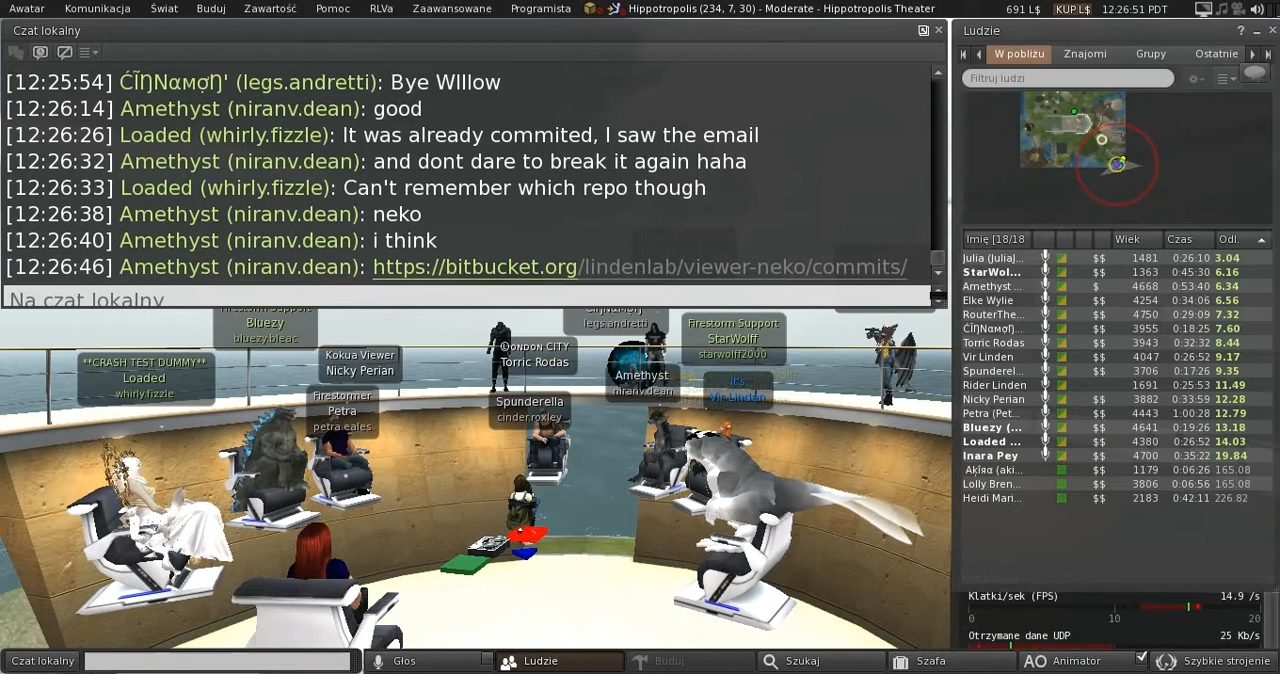 Awatar Komunikacja Świat Buduj Zawartość Pomoc RLVa Zaawansowane Programista Hippotropolis (234, 7, 30) - Moderate - Hippotropolis Theater 691 L$ KUP L$ 12:26:51 PDT
Czat lokalny
[12:25:54] ĆĨĪŊNαмợŊ' (legs.andretti): Bye WIllow
[12:26:14] Amethyst (niranv.dean): good
[12:26:26] Loaded (whirly.fizzle): It was already commited, I saw the email
[12:26:32] Amethyst (niranv.dean): and dont dare to break it again haha
[12:26:33] Loaded (whirly.fizzle): Can't remember which repo though
[12:26:38] Amethyst (niranv.dean): neko
[12:26:40] Amethyst (niranv.dean): i think
[12:26:46] Amethyst (niranv.dean): https://bitbucket.org/lindenlab/viewer-neko/commits/
Na czat lokalny
Ludzie
W pobliżu Znajomi Grupy Ostatnie
Filtruj ludzi
Imię [18/18 Wiek Czas Odl.
Julia (JuliaJ... $$ 1481 0:26:10 3.04
StarWol... $$ 1363 0:45:30 6.16
Amethyst ... $ 4668 0:53:40 6.34
Elke Wylie $$ 4254 0:34:06 6.56
RouterThe... $$ 4750 0:29:09 7.32
ĆĨĪŊNαмợ... $$ 3955 0:18:25 7.60
Torric Rodas $$ 3943 0:32:32 8.44
Vir Linden $$ 4047 0:26:52 9.17
Spunderel... $$ 3706 0:17:26 9.35
Rider Linden $$ 1691 0:25:53 11.49
Nicky Perian $$ 3882 0:33:59 12.28
Petra (Pet... $$ 4443 1:00:28 12.79
Bluezy (... $$ 4641 0:19:26 13.18
Loaded ... $$ 4380 0:26:52 14.03
Inara Pey $$ 4700 0:35:22 19.84
Aķîsα (aki... $$ 1179 0:06:26 165.08
Lolly Bren... $$ 3806 0:06:56 165.08
Heidi Mari... $$ 2183 0:42:11 226.82
Klatki/sek (FPS) 14.9 /s
0 10 20
Otrzymane dane UDP 25 Kb/s
Firestorm Support
Bluezy
bluezy.bleac
legs.andretti
Firestorm Support
StarWolff
starwolff2000
**CRASH TEST DUMMY**
Loaded
whirly.fizzle
Kokua Viewer
Nicky Perian
ⓁONDON CITY
Torric Rodas
Amethyst
niranv.dean
It's
Vir Linden
Firestormer
Petra
petra.eales
Spunderella
cinder.roxley
Czat lokalny Głos Ludzie Buduj Szukaj Szafa AO Animator Szybkie strojenie